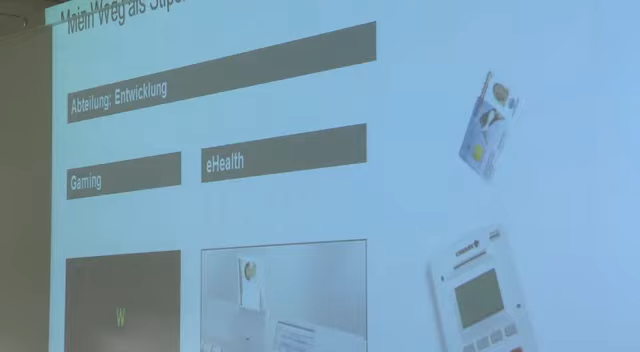 Mein Weg als
Abteilung: Entwicklung
Gaming
eHealth
W